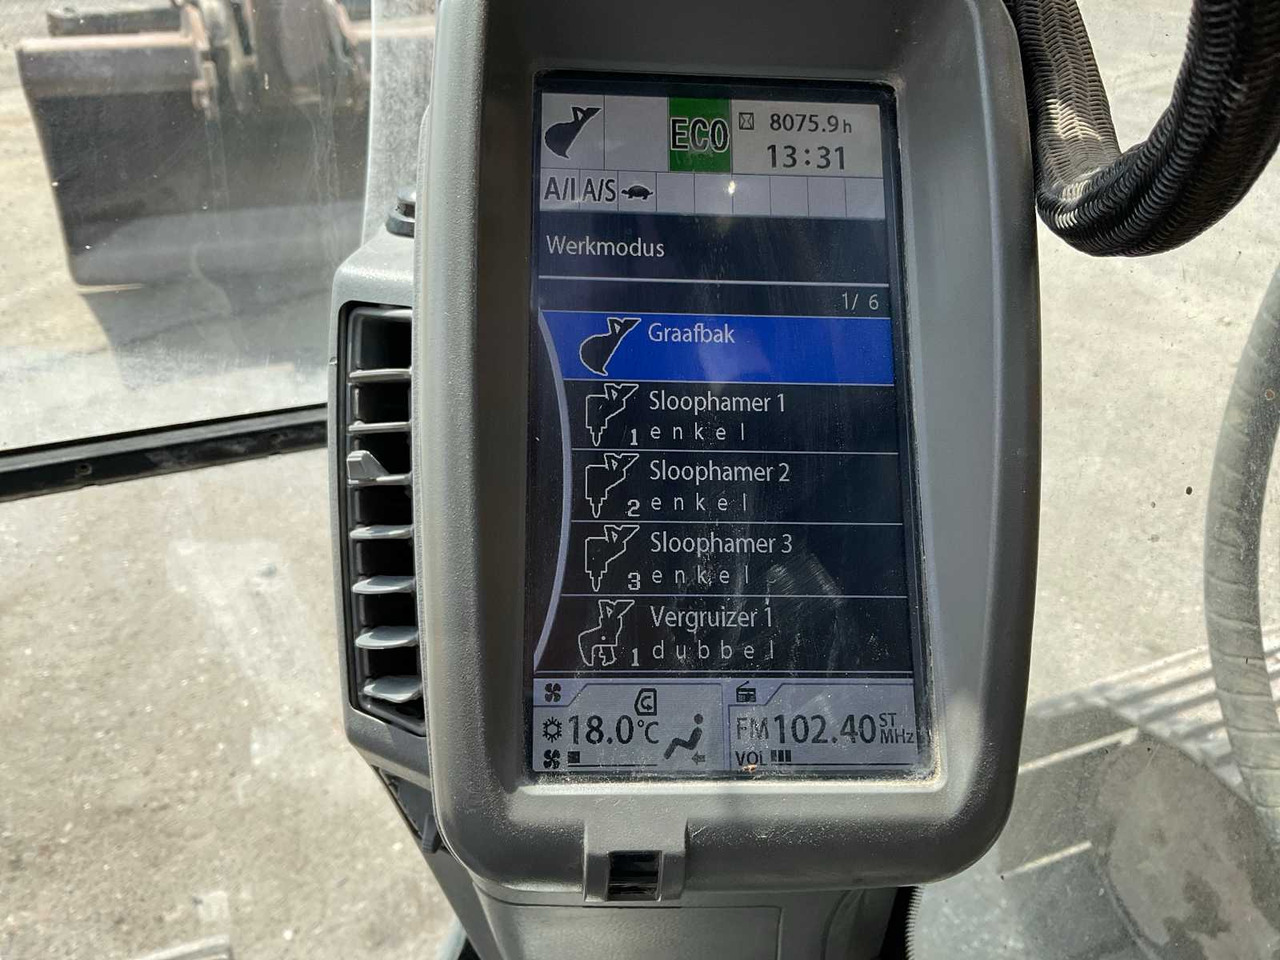 ECO
8075.9h
13:31
A/I A/S
Werkmodus
1/ 6
Graafbak
Sloophamer 1
1 enkel
Sloophamer 2
2 enkel
Sloophamer 3
3 enkel
Vergruizer 1
1 dubbel
18.0°C
FM 102.40 ST MHz
VOL